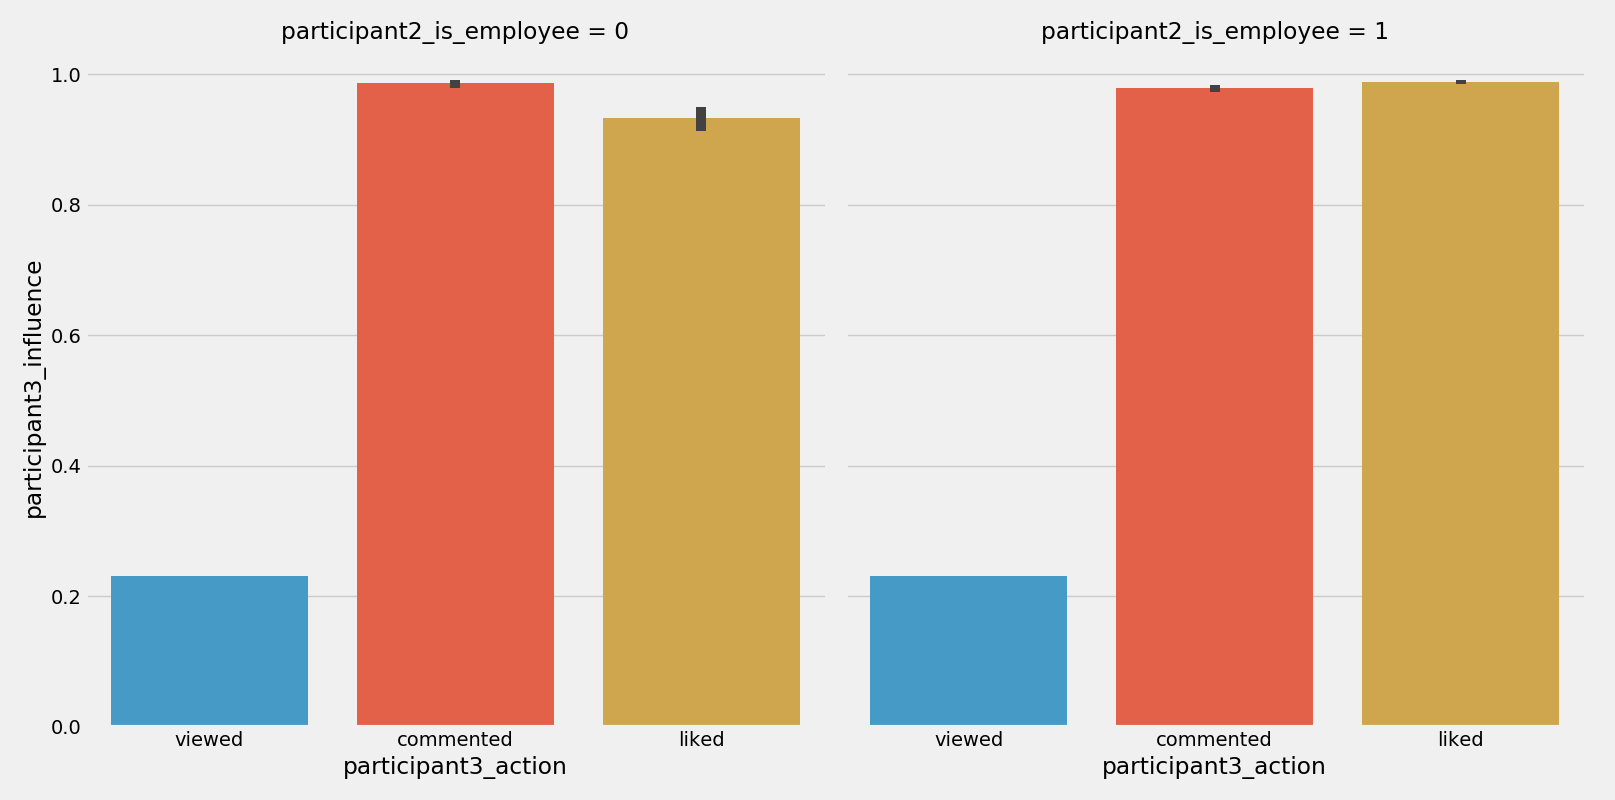 participant2_is_employee = 0
participant2_is_employee = 1
participant3_influence
1.0
0.8
0.6
0.4
0.2
0.0
viewed commented liked
viewed commented liked
participant3_action
participant3_action